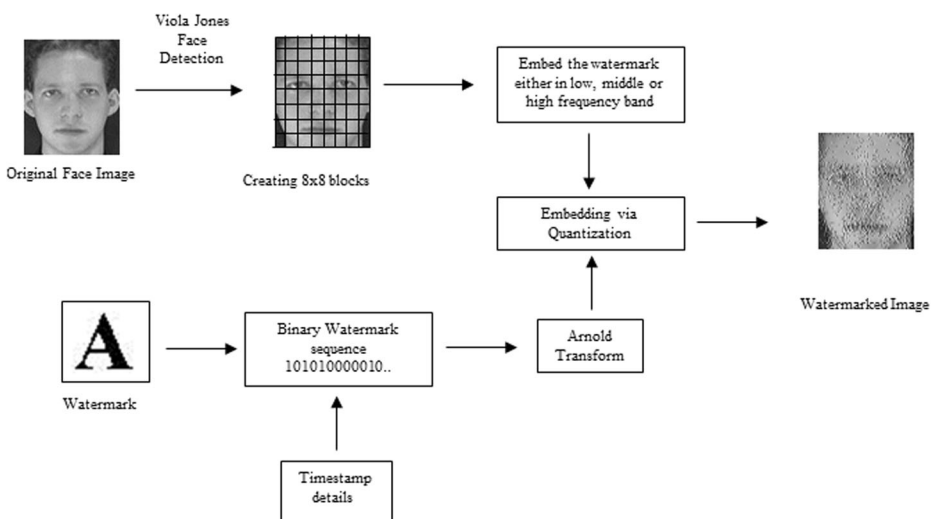 Viola Jones
Face
Detection
Original Face Image
Creating 8x8 blocks
Embed the watermark
either in low, middle or
high frequency band
Embedding via
Quantization
Watermarked Image
A
Watermark
Binary Watermark
sequence
101010000010..
Arnold
Transform
Timestamp
details